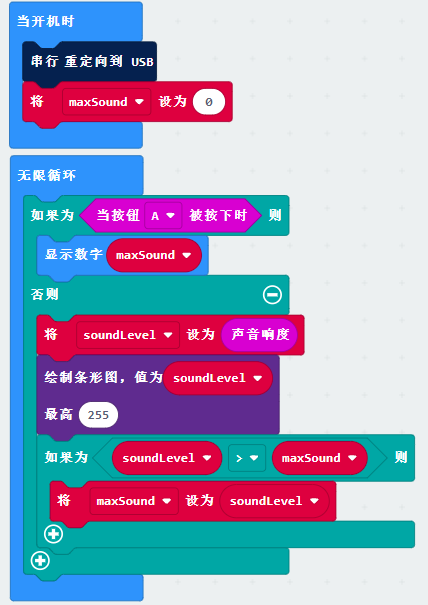 当开机时
串行 重定向到 USB
将 maxSound 设为 0
无限循环
如果为 当按钮 A 被按下时 则
显示数字 maxSound
否则
将 soundLevel 设为 声音响度
绘制条形图，值为 soundLevel
最高 255
如果为 soundLevel > maxSound 则
将 maxSound 设为 soundLevel